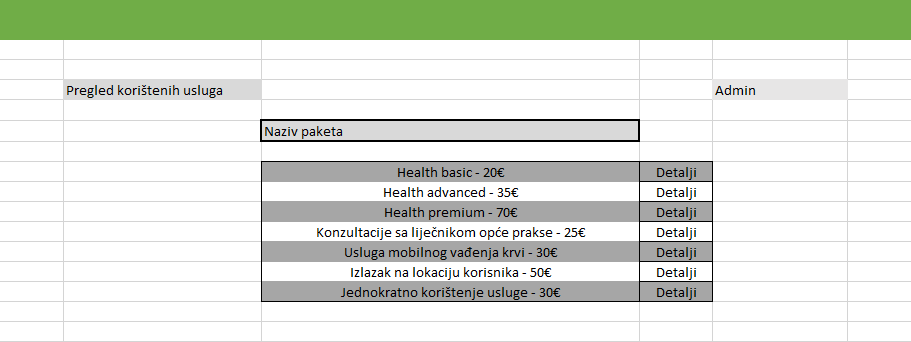 Pregled korištenih usluga
Admin
Naziv paketa
Health basic - 20€ Detalji
Health advanced - 35€ Detalji
Health premium - 70€ Detalji
Konzultacije sa liječnikom opće prakse - 25€ Detalji
Usluga mobilnog vađenja krvi - 30€ Detalji
Izlazak na lokaciju korisnika - 50€ Detalji
Jednokratno korištenje usluge - 30€ Detalji